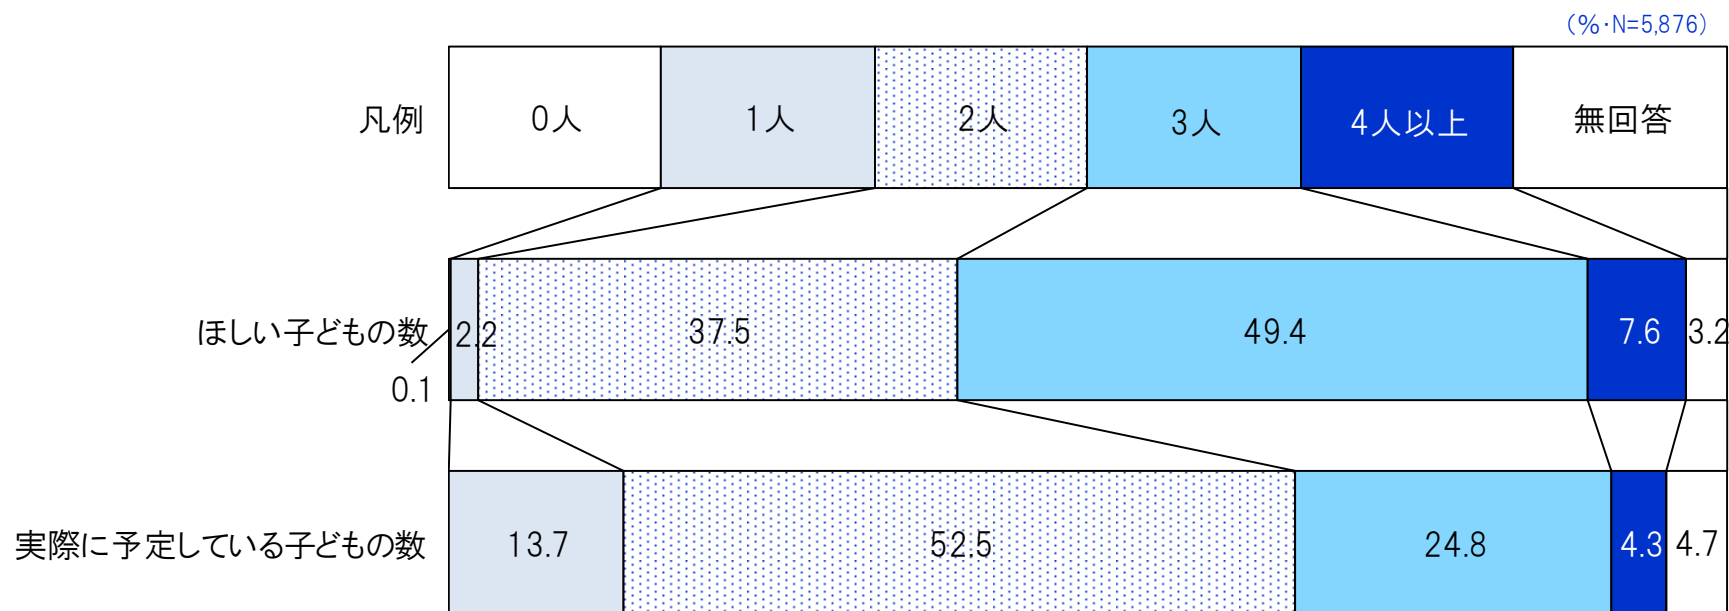 (%・N=5,876)
凡例 0人 1人 2人 3人 4人以上 無回答
ほしい子どもの数 2.2 37.5 49.4 7.6 3.2
0.1
実際に予定している子どもの数 13.7 52.5 24.8 4.3 4.7